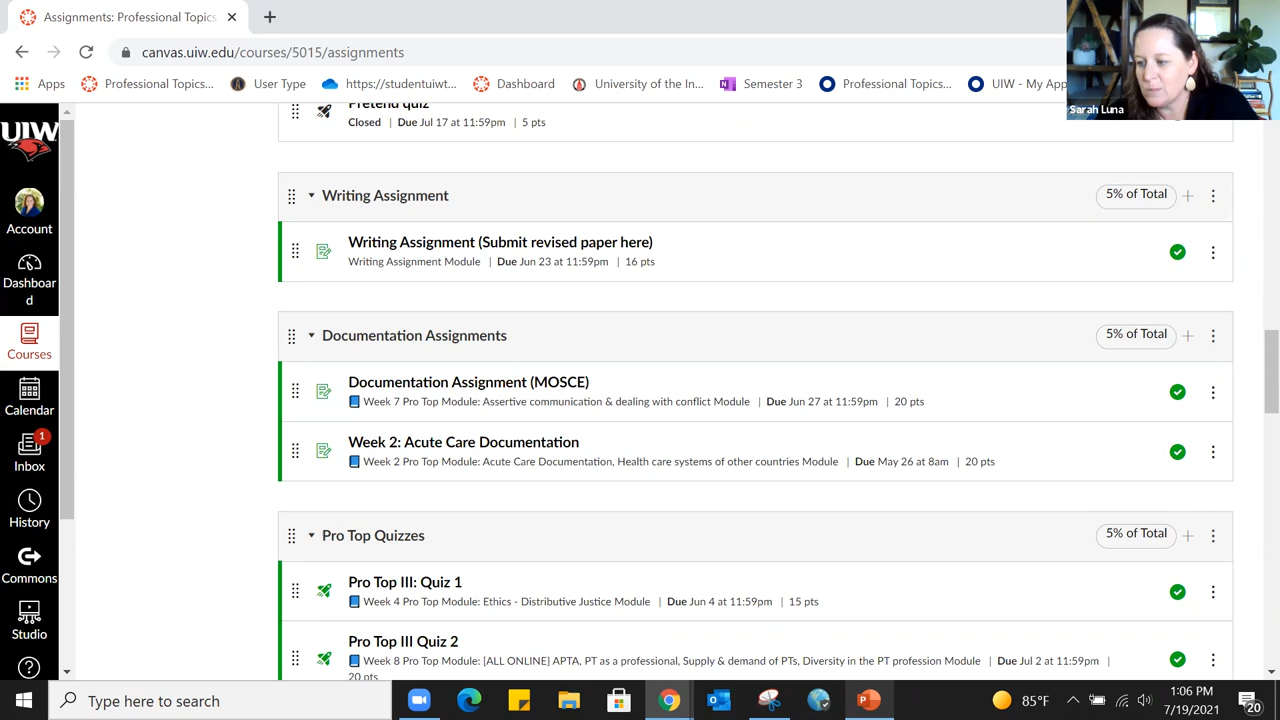 Assignments: Professional Topics
canvas.uiw.edu/courses/5015/assignments
Apps Professional Topics... User Type https://studentuiwt... Dashboard University of the In... Semester 3 Professional Topics... UIW - My App
Sarah Luna
UIW
Account
Dashboar
d
Courses
Calendar
1
Inbox
History
Commons
Studio
Pretend quiz
Closed | Due Jul 17 at 11:59pm | 5 pts
Writing Assignment 5% of Total
Writing Assignment (Submit revised paper here)
Writing Assignment Module | Due Jun 23 at 11:59pm | 16 pts
Documentation Assignments 5% of Total
Documentation Assignment (MOSCE)
Week 7 Pro Top Module: Assertive communication & dealing with conflict Module | Due Jun 27 at 11:59pm | 20 pts
Week 2: Acute Care Documentation
Week 2 Pro Top Module: Acute Care Documentation, Health care systems of other countries Module | Due May 26 at 8am | 20 pts
Pro Top Quizzes 5% of Total
Pro Top III: Quiz 1
Week 4 Pro Top Module: Ethics - Distributive Justice Module | Due Jun 4 at 11:59pm | 15 pts
Pro Top III Quiz 2
Week 8 Pro Top Module: [ALL ONLINE] APTA, PT as a professional, Supply & demand of PTs, Diversity in the PT profession Module | Due Jul 2 at 11:59pm |
20 pts
Type here to search
85°F
1:06 PM
7/19/2021
20